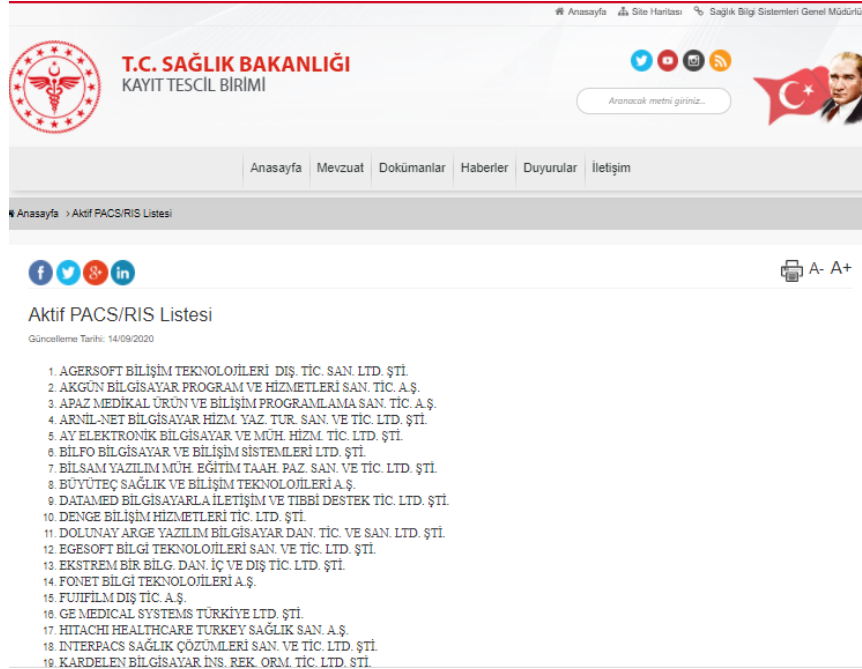 Anasayfa Site Haritası Sağlık Bilgi Sistemleri Genel Müdürlü
T.C. SAĞLIK BAKANLIĞI
KAYIT TESCİL BİRİMİ
Aranacak metni giriniz...
Anasayfa Mevzuat Dokümanlar Haberler Duyurular İletişim
Anasayfa › Aktif PACS/RIS Listesi
A- A+
Aktif PACS/RIS Listesi
Güncelleme Tarihi: 14/09/2020
1. AGERSOFT BİLİŞİM TEKNOLOJİLERİ DIŞ. TİC. SAN. LTD. ŞTİ.
2. AKGÜN BİLGİSAYAR PROGRAM VE HİZMETLERİ SAN. TİC. A.Ş.
3. APAZ MEDİKAL ÜRÜN VE BİLİŞİM PROGRAMLAMA SAN. TİC. A.Ş.
4. ARNİL-NET BİLGİSAYAR HİZM. YAZ. TUR. SAN. VE TİC. LTD. ŞTİ.
5. AY ELEKTRONİK BİLGİSAYAR VE MÜH. HİZM. TİC. LTD. ŞTİ.
6. BİLFO BİLGİSAYAR VE BİLİŞİM SİSTEMLERİ LTD. ŞTİ.
7. BİLSAM YAZILIM MÜH. EĞİTİM TAAH. PAZ. SAN. VE TİC. LTD. ŞTİ.
8. BÜYÜTEÇ SAĞLIK VE BİLİŞİM TEKNOLOJİLERİ A.Ş.
9. DATAMED BİLGİSAYARLA İLETİŞİM VE TIBBİ DESTEK TİC. LTD. ŞTİ.
10. DENGE BİLİŞİM HİZMETLERİ TİC. LTD. ŞTİ.
11. DOLUNAY ARGE YAZILIM BİLGİSAYAR DAN. TİC. VE SAN. LTD. ŞTİ.
12. EGESOFT BİLGİ TEKNOLOJİLERİ SAN. VE TİC. LTD. ŞTİ.
13. EKSTREM BİR BİLG. DAN. İÇ VE DIŞ TİC. LTD. ŞTİ.
14. FONET BİLGİ TEKNOLOJİLERİ A.Ş.
15. FUJIFİLM DIŞ TİC. A.Ş.
16. GE MEDICAL SYSTEMS TÜRKİYE LTD. ŞTİ.
17. HITACHI HEALTHCARE TURKEY SAĞLIK SAN. A.Ş.
18. INTERPACS SAĞLIK ÇÖZÜMLERİ SAN. VE TİC. LTD. ŞTİ.
19. KARDELEN BİLGİSAYAR İNS. REK. ORM. TİC. LTD. STİ.